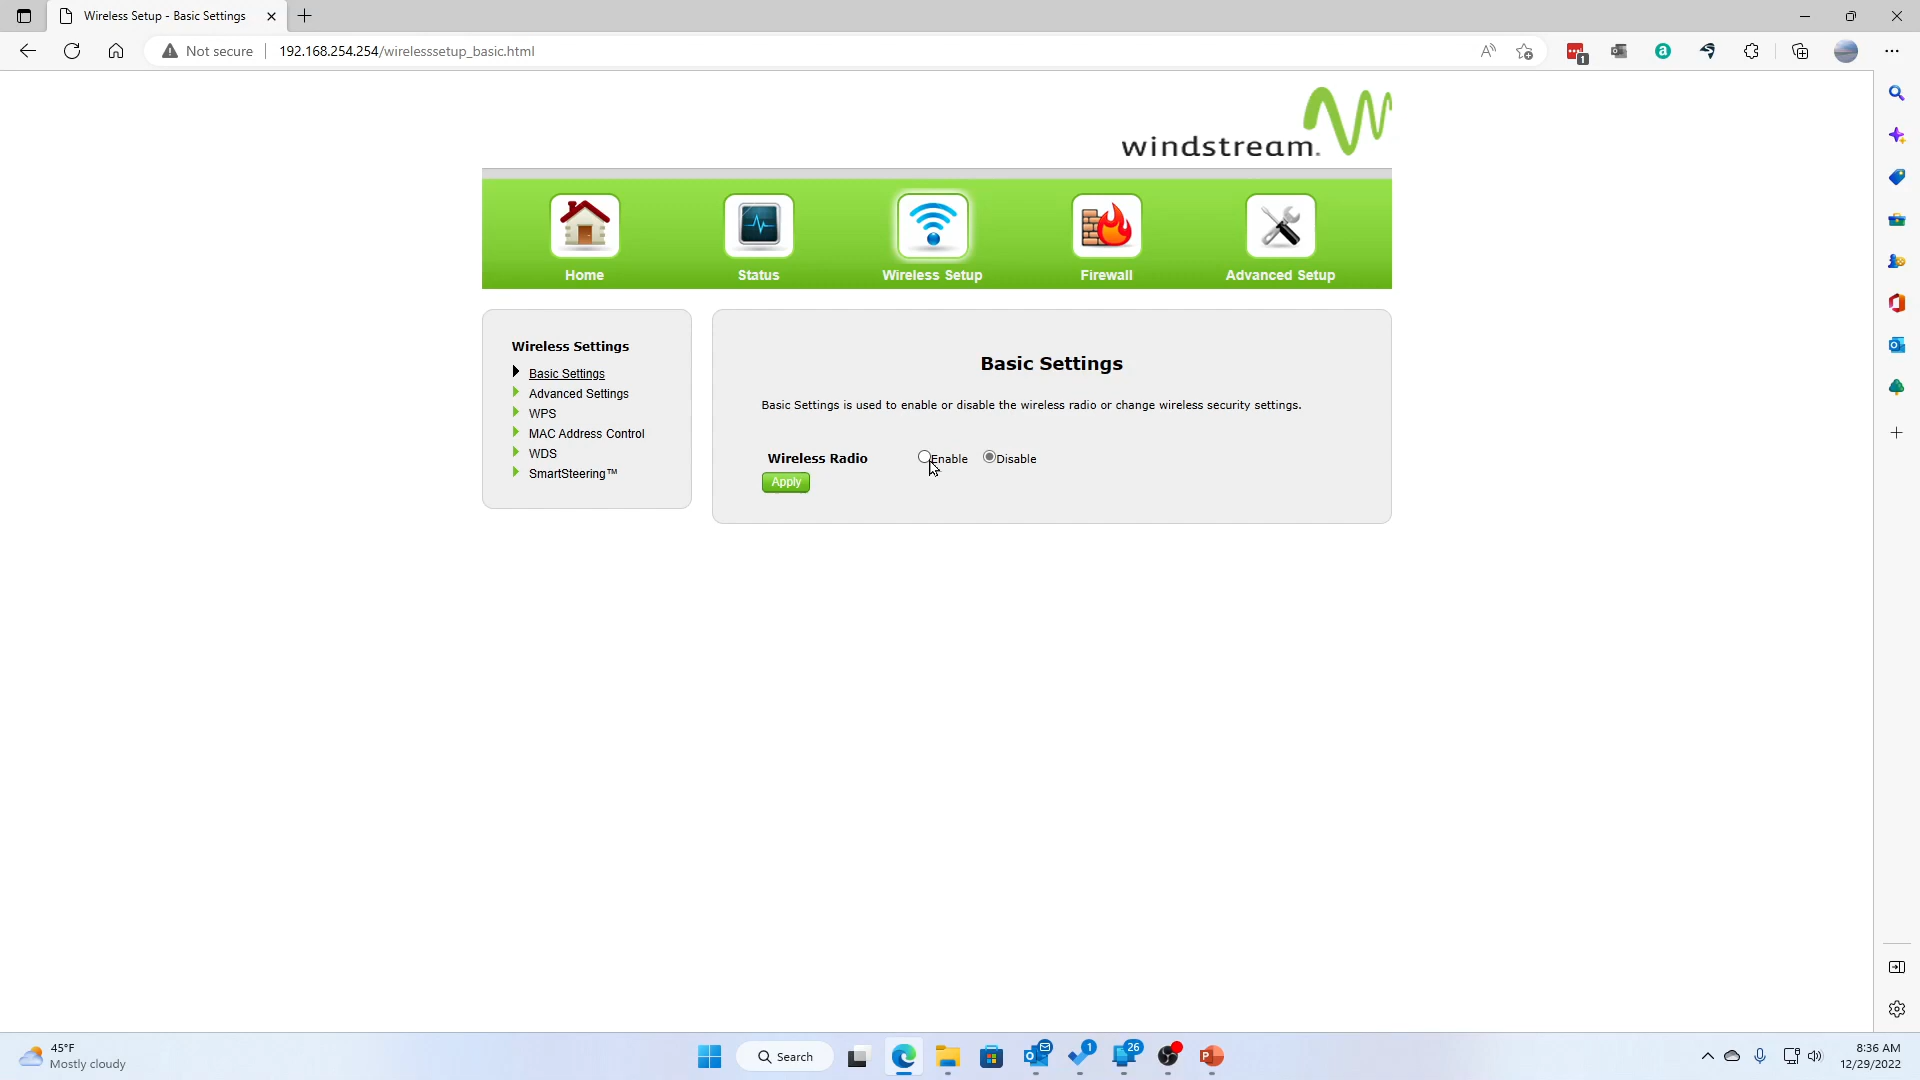 Wireless Setup - Basic Settings
Not secure
192.168.254.254/wirelesssetup_basic.html
1
windstream.
Home
Status
Wireless Setup
Firewall
Advanced Setup
Wireless Settings
Basic Settings
Advanced Settings
WPS
MAC Address Control
WDS
SmartSteering™
Basic Settings
Basic Settings is used to enable or disable the wireless radio or change wireless security settings.
Wireless Radio
Enable
Disable
Apply
45°F
Mostly cloudy
Search
1
26
8:36 AM
12/29/2022